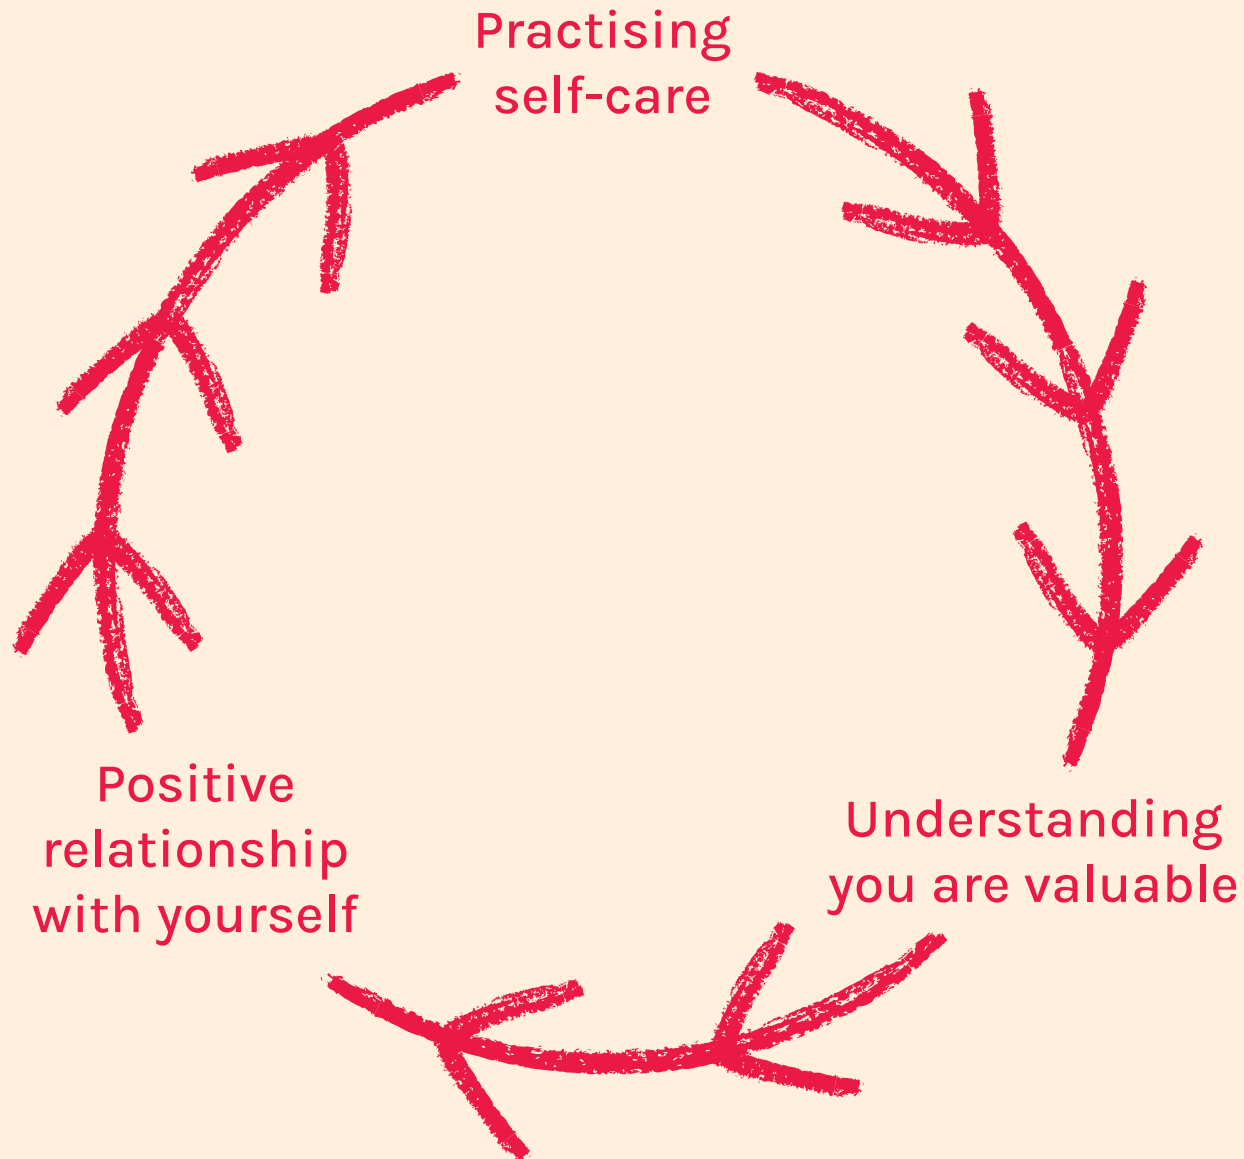 Practising
self-care
Understanding
you are valuable
Positive
relationship
with yourself